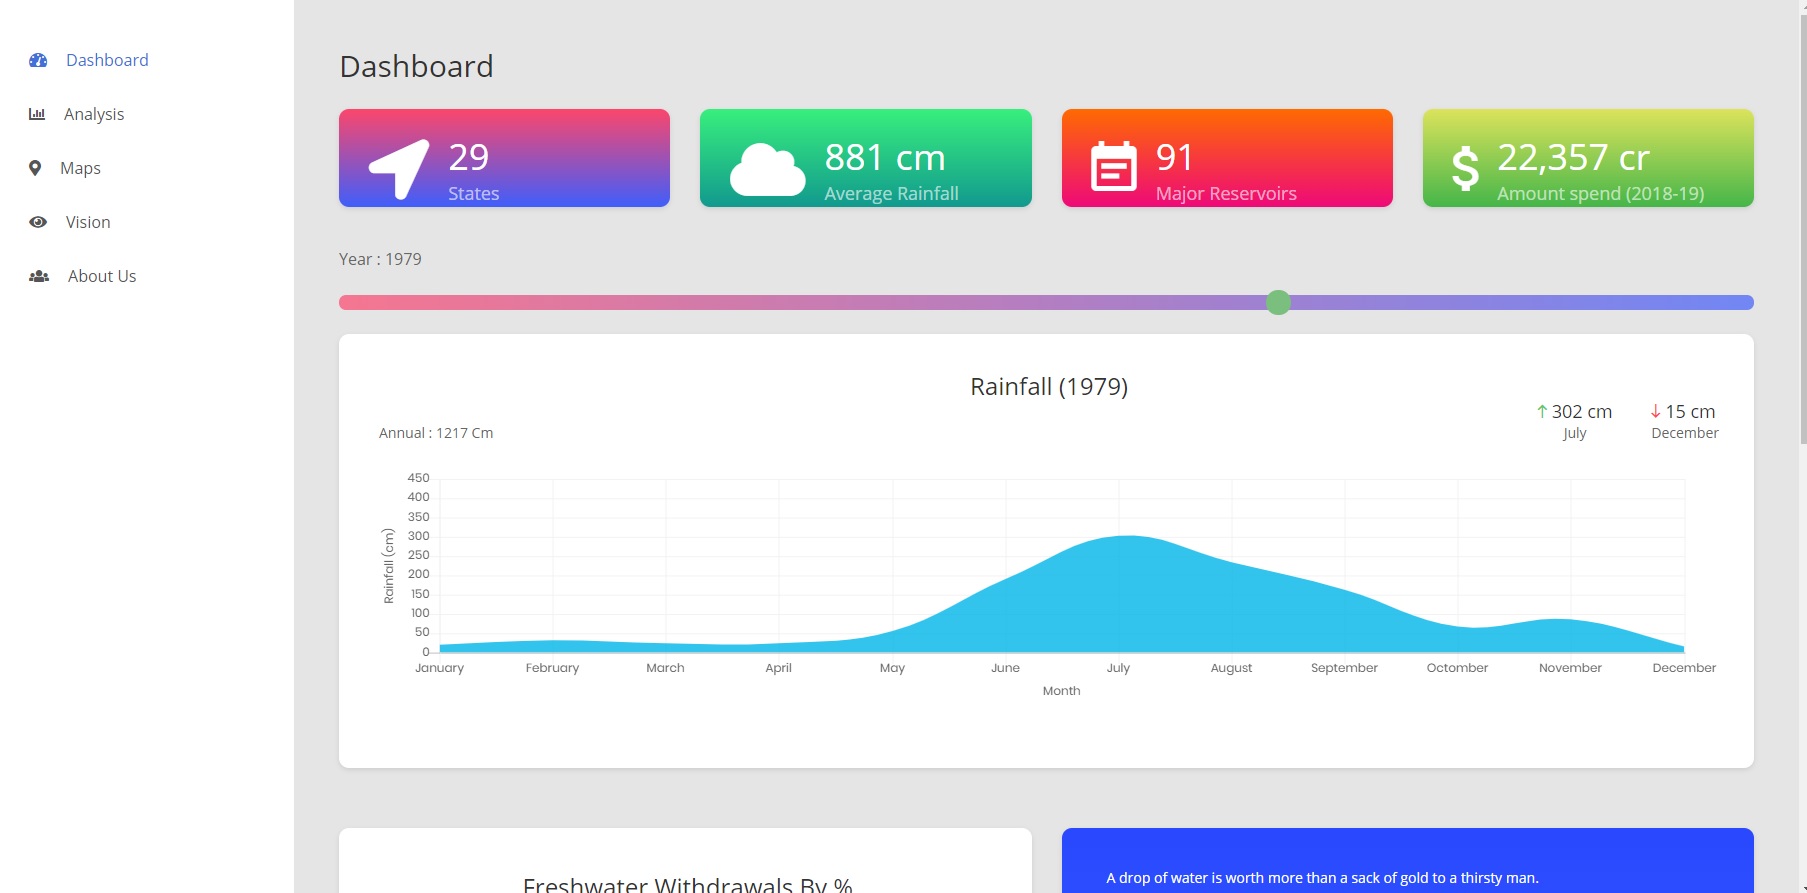 Dashboard
Analysis
Maps
Vision
About Us
Dashboard
29
States
881 cm
Average Rainfall
91
Major Reservoirs
22,357 cr
Amount spend (2018-19)
Year : 1979
Rainfall (1979)
↑ 302 cm
July
↓ 15 cm
December
Annual : 1217 Cm
450
400
350
300
250
200
150
100
50
0
Rainfall (cm)
January February March April May June July August September Octomber November December
Month
Freshwater Withdrawals By %
A drop of water is worth more than a sack of gold to a thirsty man.